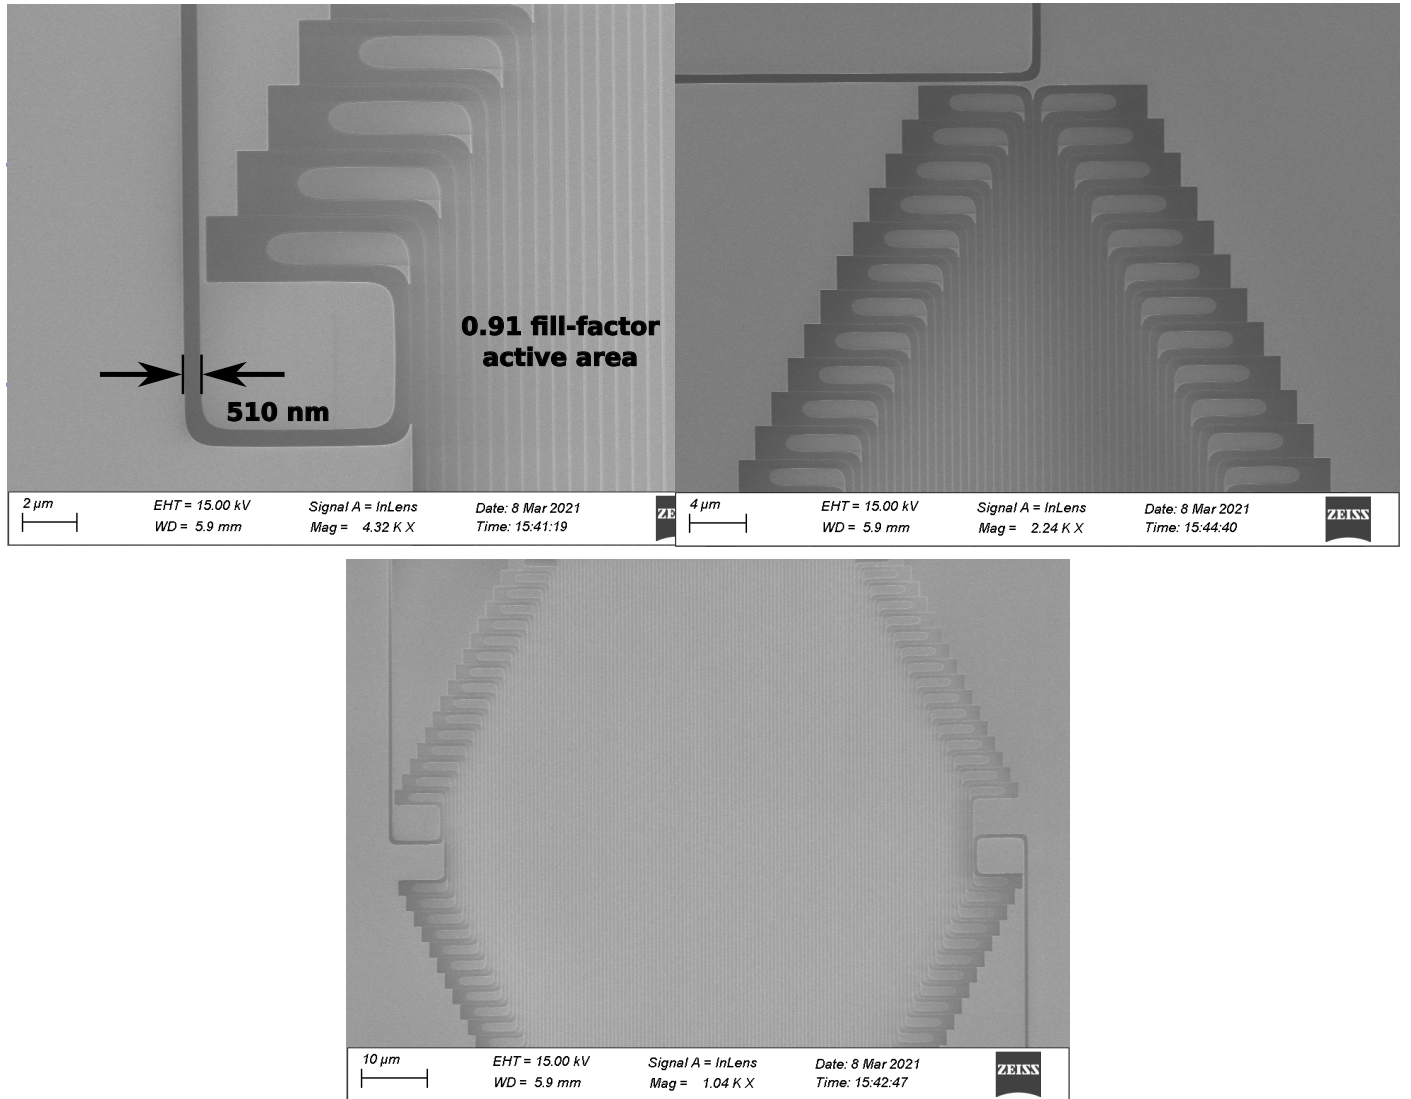 0.91 fill-factor
active area
510 nm
2 µm
EHT = 15.00 kV
Signal A = InLens
Date: 8 Mar 2021
WD = 5.9 mm
Mag = 4.32 K X
Time: 15:41:19
ZE
4 µm
EHT = 15.00 kV
Signal A = InLens
Date: 8 Mar 2021
WD = 5.9 mm
Mag = 2.24 K X
Time: 15:44:40
ZEISS
10 µm
EHT = 15.00 kV
Signal A = InLens
Date: 8 Mar 2021
WD = 5.9 mm
Mag = 1.04 K X
Time: 15:42:47
ZEISS